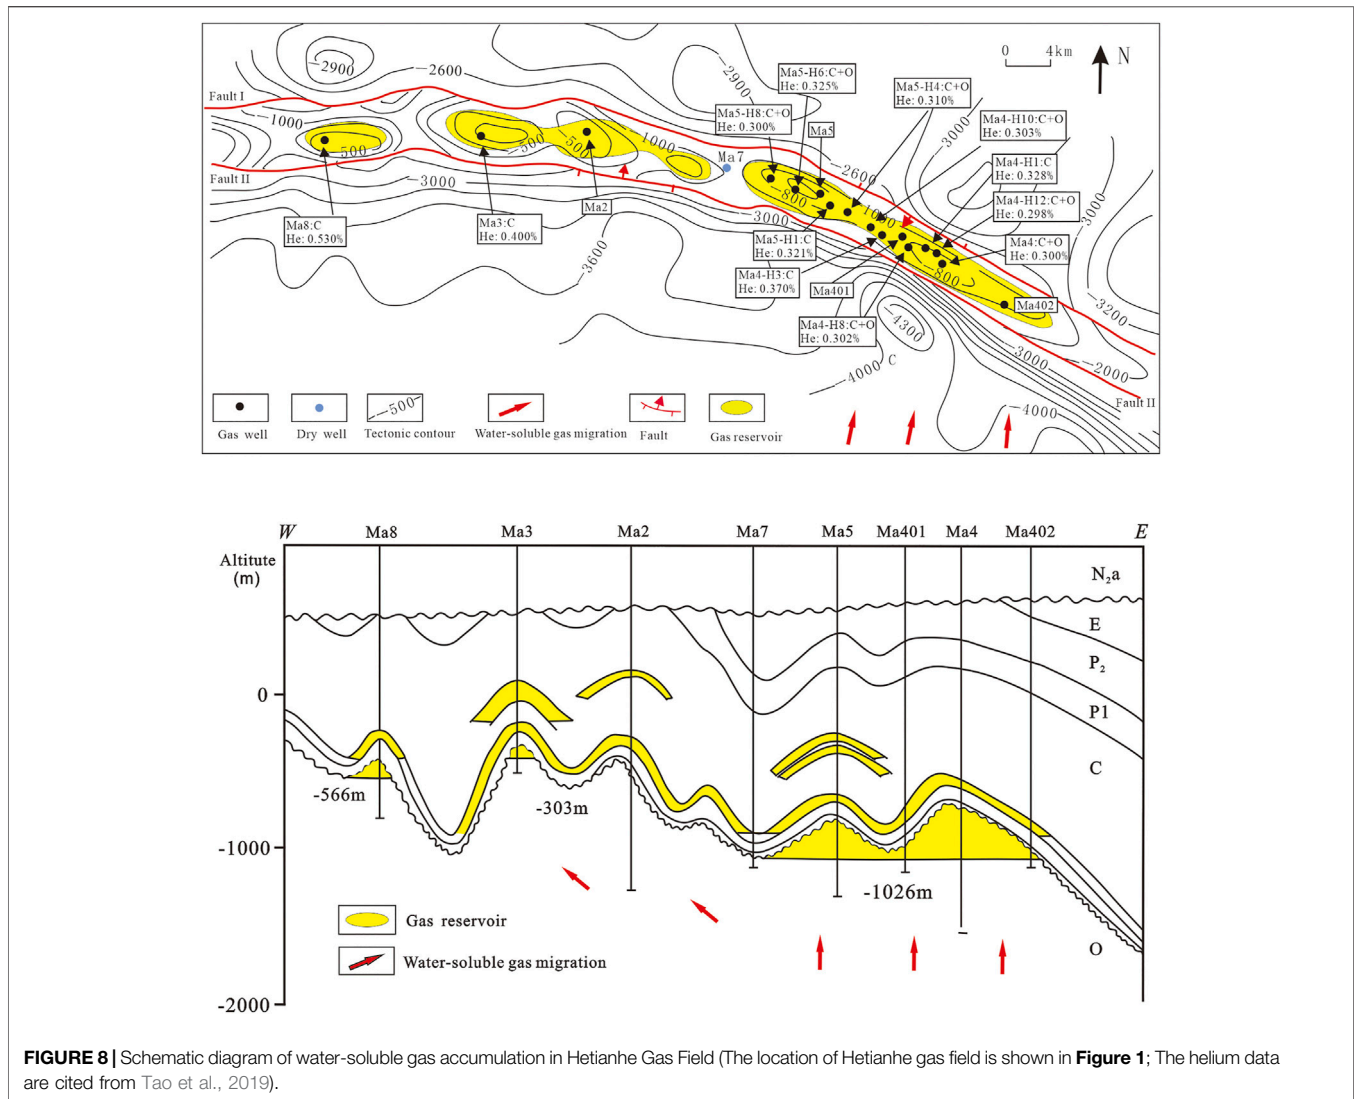 0 4km
N
−2900
−2600
−2900
Ma5-H6:C+O
He: 0.325%
Ma5-H4:C+O
He: 0.310%
Fault I
Ma5-H8:C+O
He: 0.300%
Ma4-H10:C+O
He: 0.303%
−3000
−1000
Ma5
−500
−500
−500
−1000
Ma7
−2600
Ma4-H1:C
He: 0.328%
Fault II
−3000
−800
−1000
Ma4-H12:C+O
He: 0.298%
−3000
Ma8:C
He: 0.530%
Ma3:C
He: 0.400%
Ma2
−3000
−3600
Ma5-H1:C
He: 0.321%
Ma4:C+O
He: 0.300%
−800
Ma4-H3:C
He: 0.370%
Ma401
Ma402
−3200
Ma4-H8:C+O
He: 0.302%
−4300
−3000
−2000
−4000
C
Fault II
−4000
−500
Gas well
Dry well
Tectonic contour
Water-soluble gas migration
Fault
Gas reservoir
W Ma8 Ma3 Ma2 Ma7 Ma5 Ma401 Ma4 Ma402 E
Altitute
(m)
N₂a
E
P₂
0
P1
C
-566m
-303m
-1000
-1026m
Gas reservoir
O
Water-soluble gas migration
-2000
FIGURE 8 | Schematic diagram of water-soluble gas accumulation in Hetianhe Gas Field (The location of Hetianhe gas field is shown in Figure 1; The helium data
are cited from Tao et al., 2019).